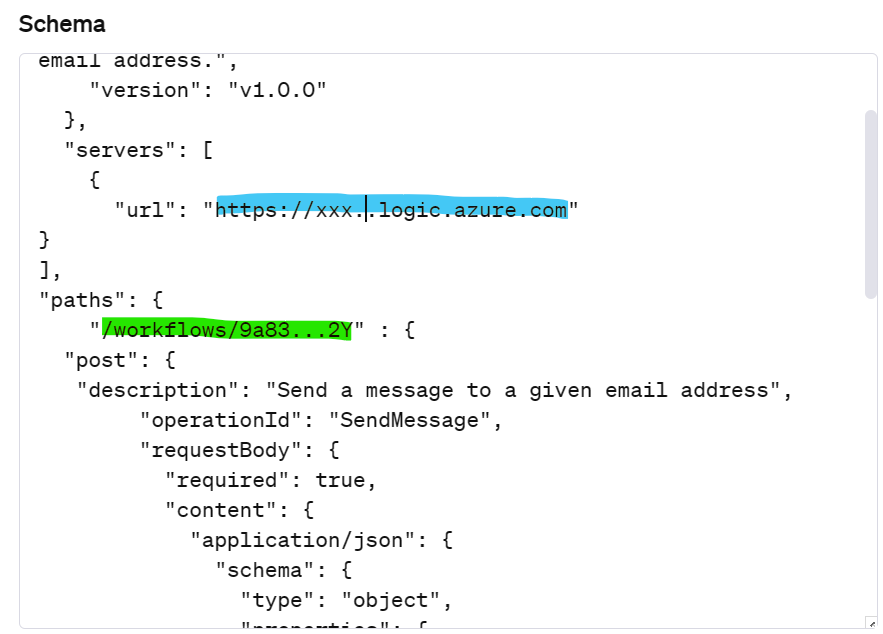 Schema
email address.",
"version": "v1.0.0"
},
"servers": [
{
"url": "https://xxx..logic.azure.com"
}
],
"paths": {
"/workflows/9a83...2Y" : {
"post": {
"description": "Send a message to a given email address",
"operationId": "SendMessage",
"requestBody": {
"required": true,
"content": {
"application/json": {
"schema": {
"type": "object",
"properties": {